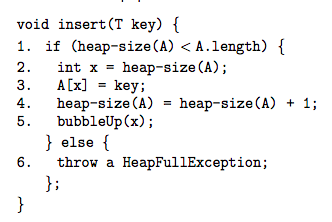 void insert(T key) {
1. if (heap-size(A) < A.length) {
2. int x = heap-size(A);
3. A[x] = key;
4. heap-size(A) = heap-size(A) + 1;
5. bubbleUp(x);
} else {
6. throw a HeapFullException;
};
}